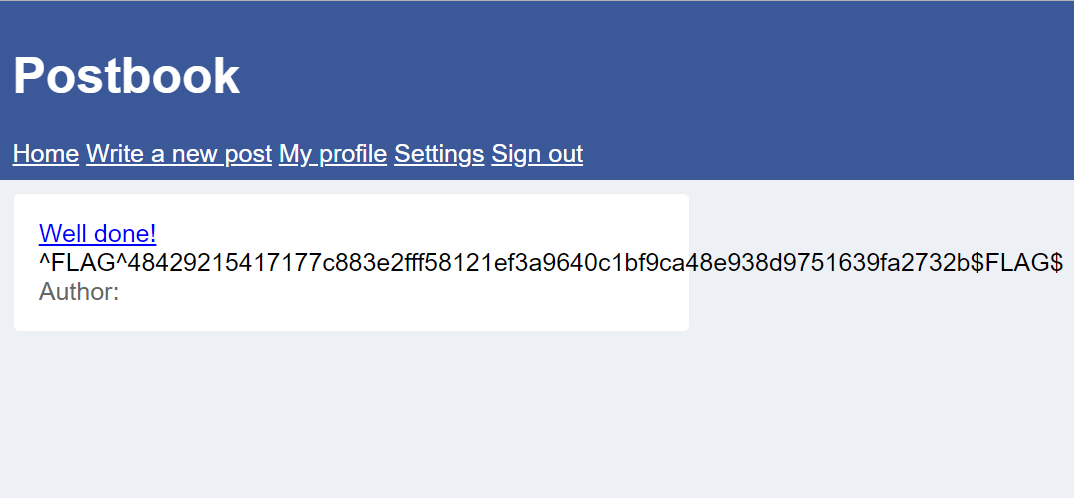 Postbook
Home Write a new post My profile Settings Sign out
Well done!
^FLAG^48429215417177c883e2fff58121ef3a9640c1bf9ca48e938d9751639fa2732b$FLAG$
Author: